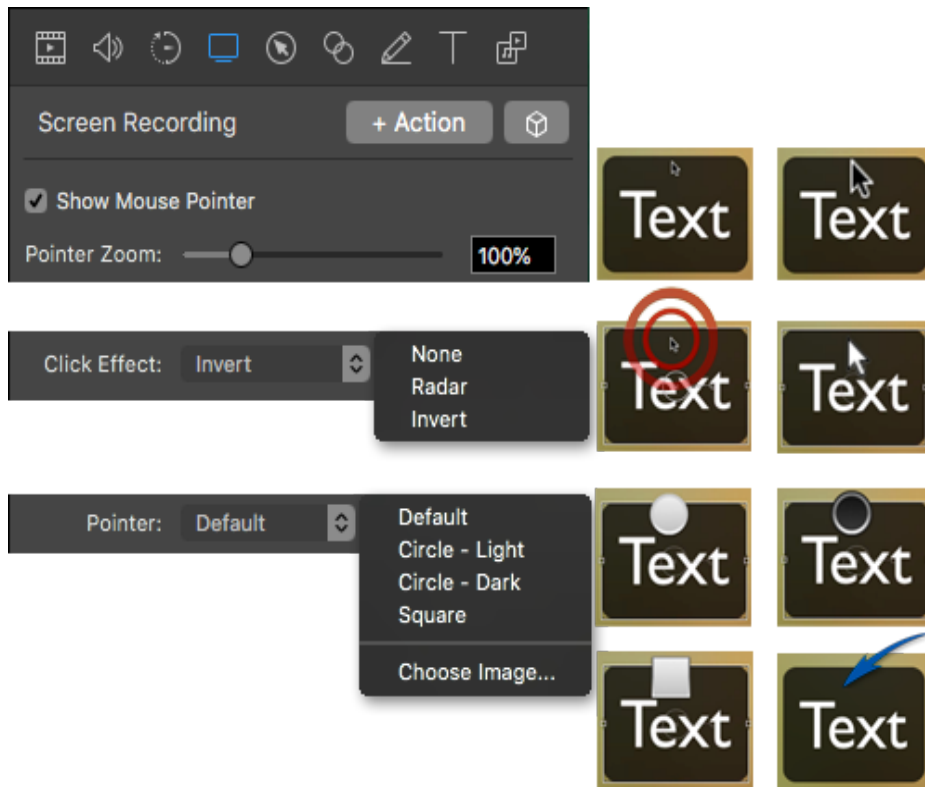 Screen Recording + Action
Show Mouse Pointer
Pointer Zoom: 100%
Text Text
Click Effect: Invert
None
Radar
Invert
Text Text
Pointer: Default
Default
Circle - Light
Circle - Dark
Square
Choose Image...
Text Text
Text Text